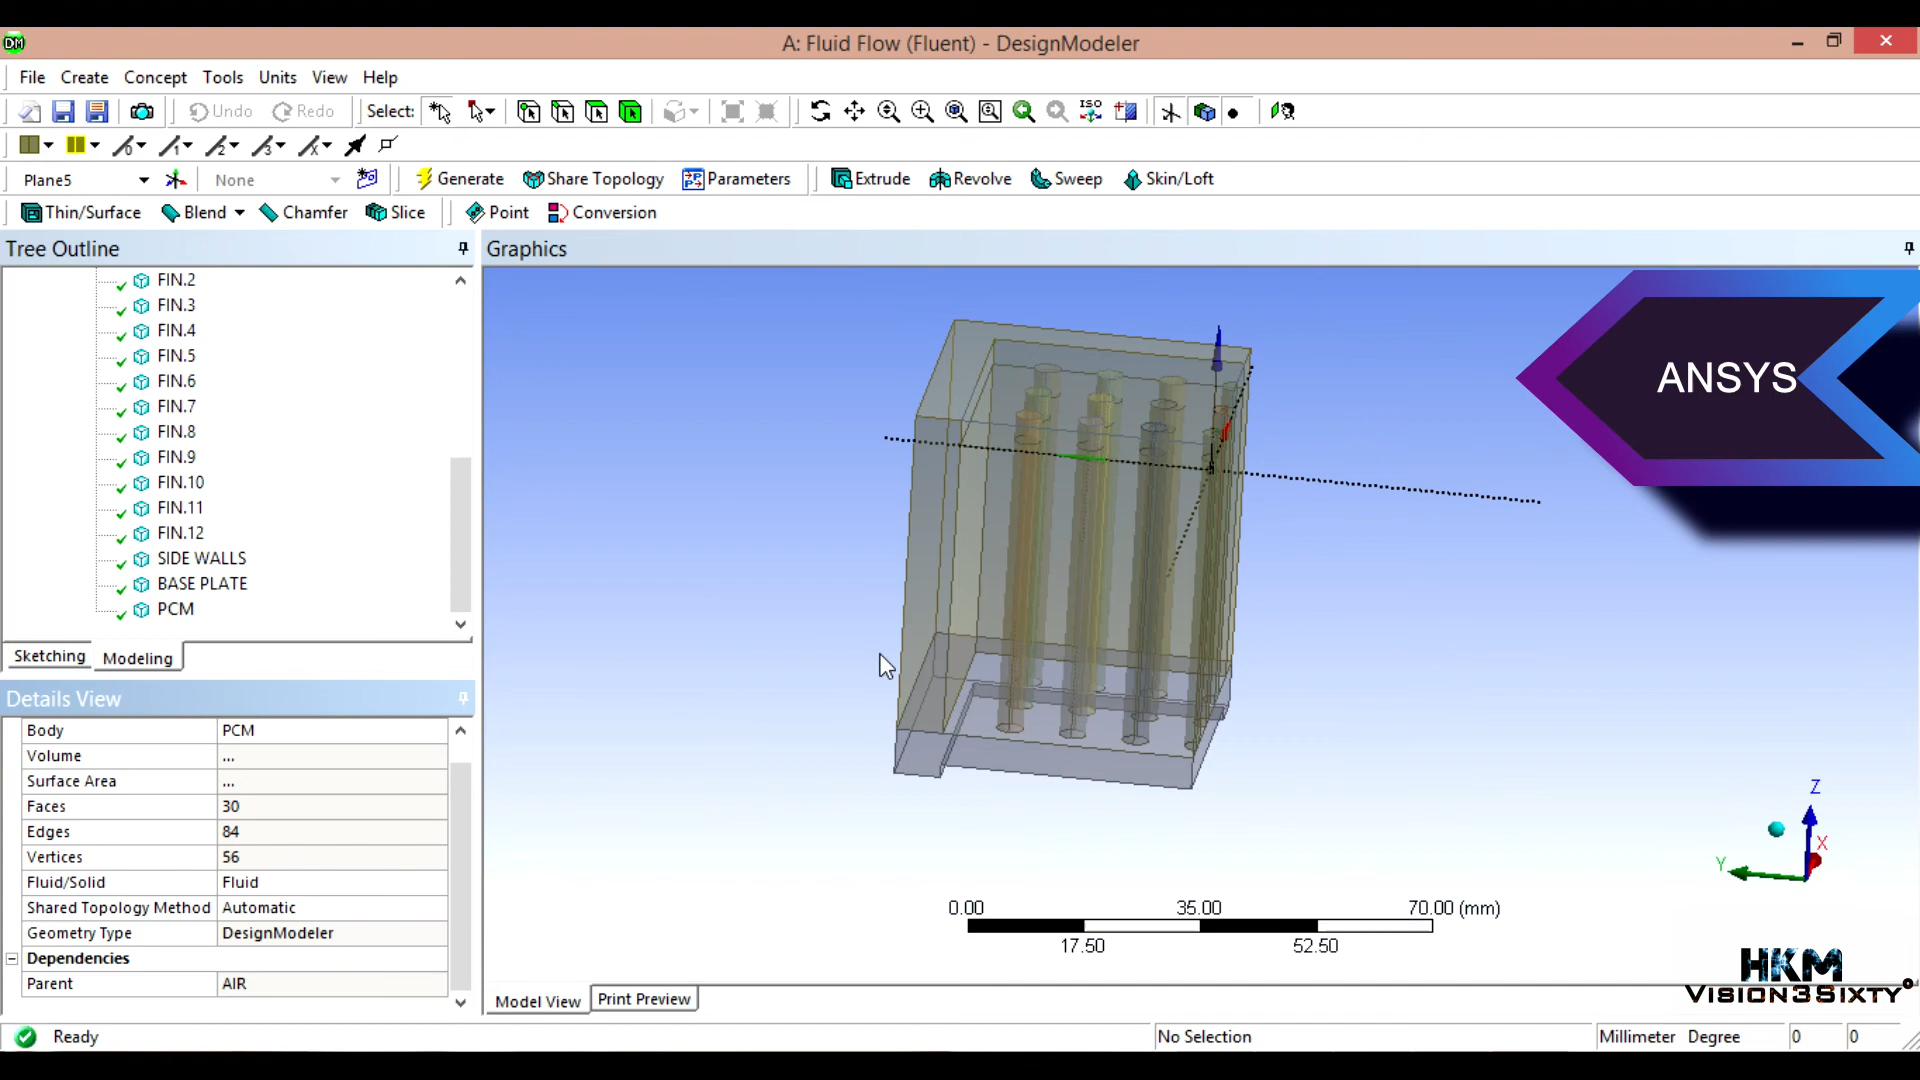 DM
A: Fluid Flow (Fluent) - DesignModeler
File Create Concept Tools Units View Help
Undo Redo Select: ISO
Plane5 None Generate Share Topology Parameters Extrude Revolve Sweep Skin/Loft
Thin/Surface Blend Chamfer Slice Point Conversion
Tree Outline
Graphics
FIN.2
FIN.3
FIN.4
FIN.5
FIN.6
FIN.7
FIN.8
FIN.9
FIN.10
FIN.11
FIN.12
SIDE WALLS
BASE PLATE
PCM
Sketching Modeling
Details View
Body PCM
Volume ...
Surface Area ...
Faces 30
Edges 84
Vertices 56
Fluid/Solid Fluid
Shared Topology Method Automatic
Geometry Type DesignModeler
Dependencies
Parent AIR
ANSYS
Z
X
Y
0.00 35.00 70.00 (mm)
17.50 52.50
HKM
VISION3SIXTY°
Model View Print Preview
Ready No Selection Millimeter Degree 0 0